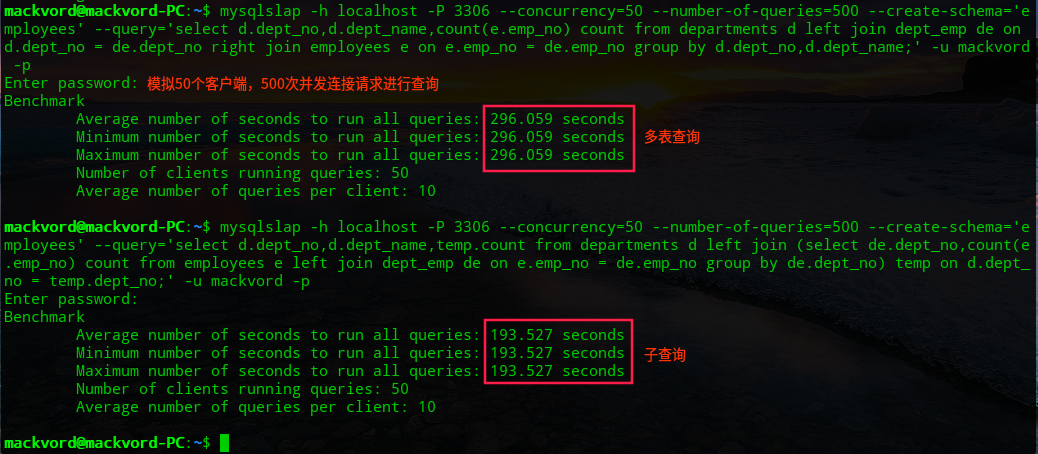 mackvord@mackvord-PC:~$ mysqlslap -h localhost -P 3306 --concurrency=50 --number-of-queries=500 --create-schema='e
mployees' --query='select d.dept_no,d.dept_name,count(e.emp_no) count from departments d left join dept_emp de on
d.dept_no = de.dept_no right join employees e on e.emp_no = de.emp_no group by d.dept_no,d.dept_name;' -u mackvord
-p
Enter password: 模拟50个客户端，500次并发连接请求进行查询
Benchmark
Average number of seconds to run all queries: 296.059 seconds
Minimum number of seconds to run all queries: 296.059 seconds 多表查询
Maximum number of seconds to run all queries: 296.059 seconds
Number of clients running queries: 50
Average number of queries per client: 10
mackvord@mackvord-PC:~$ mysqlslap -h localhost -P 3306 --concurrency=50 --number-of-queries=500 --create-schema='e
mployees' --query='select d.dept_no,d.dept_name,temp.count from departments d left join (select de.dept_no,count(e
.emp_no) count from employees e left join dept_emp de on e.emp_no = de.emp_no group by de.dept_no) temp on d.dept_
no = temp.dept_no;' -u mackvord -p
Enter password:
Benchmark
Average number of seconds to run all queries: 193.527 seconds
Minimum number of seconds to run all queries: 193.527 seconds 子查询
Maximum number of seconds to run all queries: 193.527 seconds
Number of clients running queries: 50
Average number of queries per client: 10
mackvord@mackvord-PC:~$